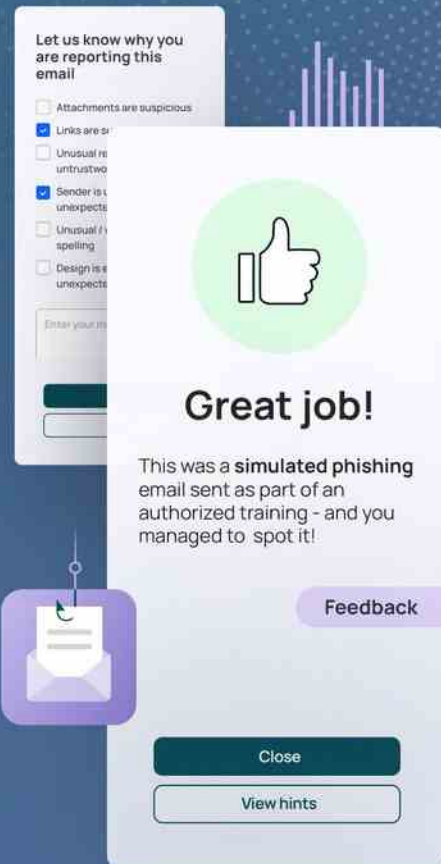 Let us know why you
are reporting this
email
Attachments are suspicious
Links are
Unusual
Sender is
Unusual /
spelling
Design is
Enter your
Great job!
This was a simulated phishing
email sent as part of an
authorized training - and you
managed to spot it!
Feedback
Close
View hints